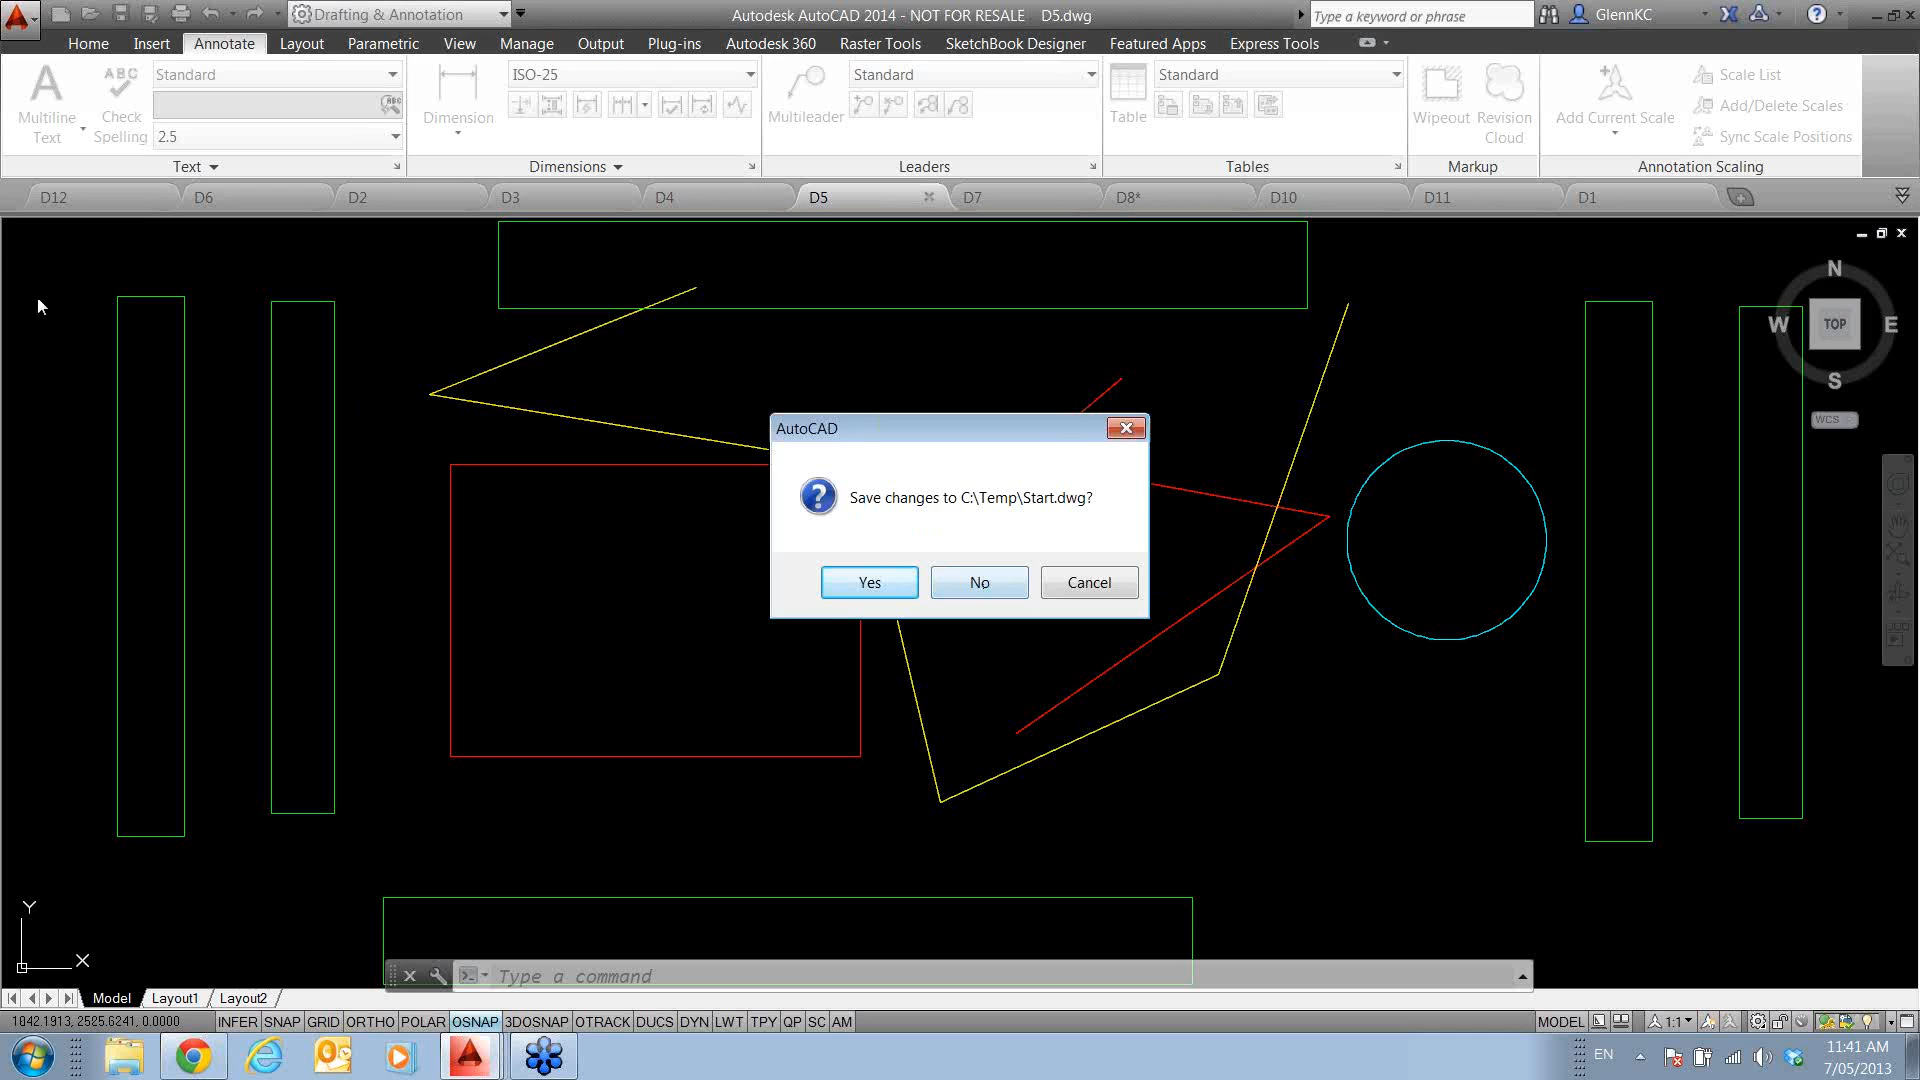 Drafting & Annotation
Autodesk AutoCAD 2014 - NOT FOR RESALE D5.dwg
Type a keyword or phrase
GlennKC
Home Insert Annotate Layout Parametric View Manage Output Plug-ins Autodesk 360 Raster Tools SketchBook Designer Featured Apps Express Tools
A ABC Standard ISO-25 Standard Standard Scale List
Multiline Text
Check Spelling
2.5
Dimension
Multileader
Table
Wipeout
Revision Cloud
Add Current Scale
Add/Delete Scales
Sync Scale Positions
Text Dimensions Leaders Tables Markup Annotation Scaling
D12 D6 D2 D3 D4 D5 D7 D8* D10 D11 D1
N
W TOP E
S
WCS
AutoCAD
Save changes to C:\Temp\Start.dwg?
Yes No Cancel
Y
X
Type a command
Model Layout1 Layout2
1042.1913, 2525.6241, 0.0000 INFER SNAP GRID ORTHO POLAR OSNAP 3DOSNAP OTRACK DUCS DYN LWT TPY QP SC AM MODEL 1:1
EN
11:41 AM
7/05/2013